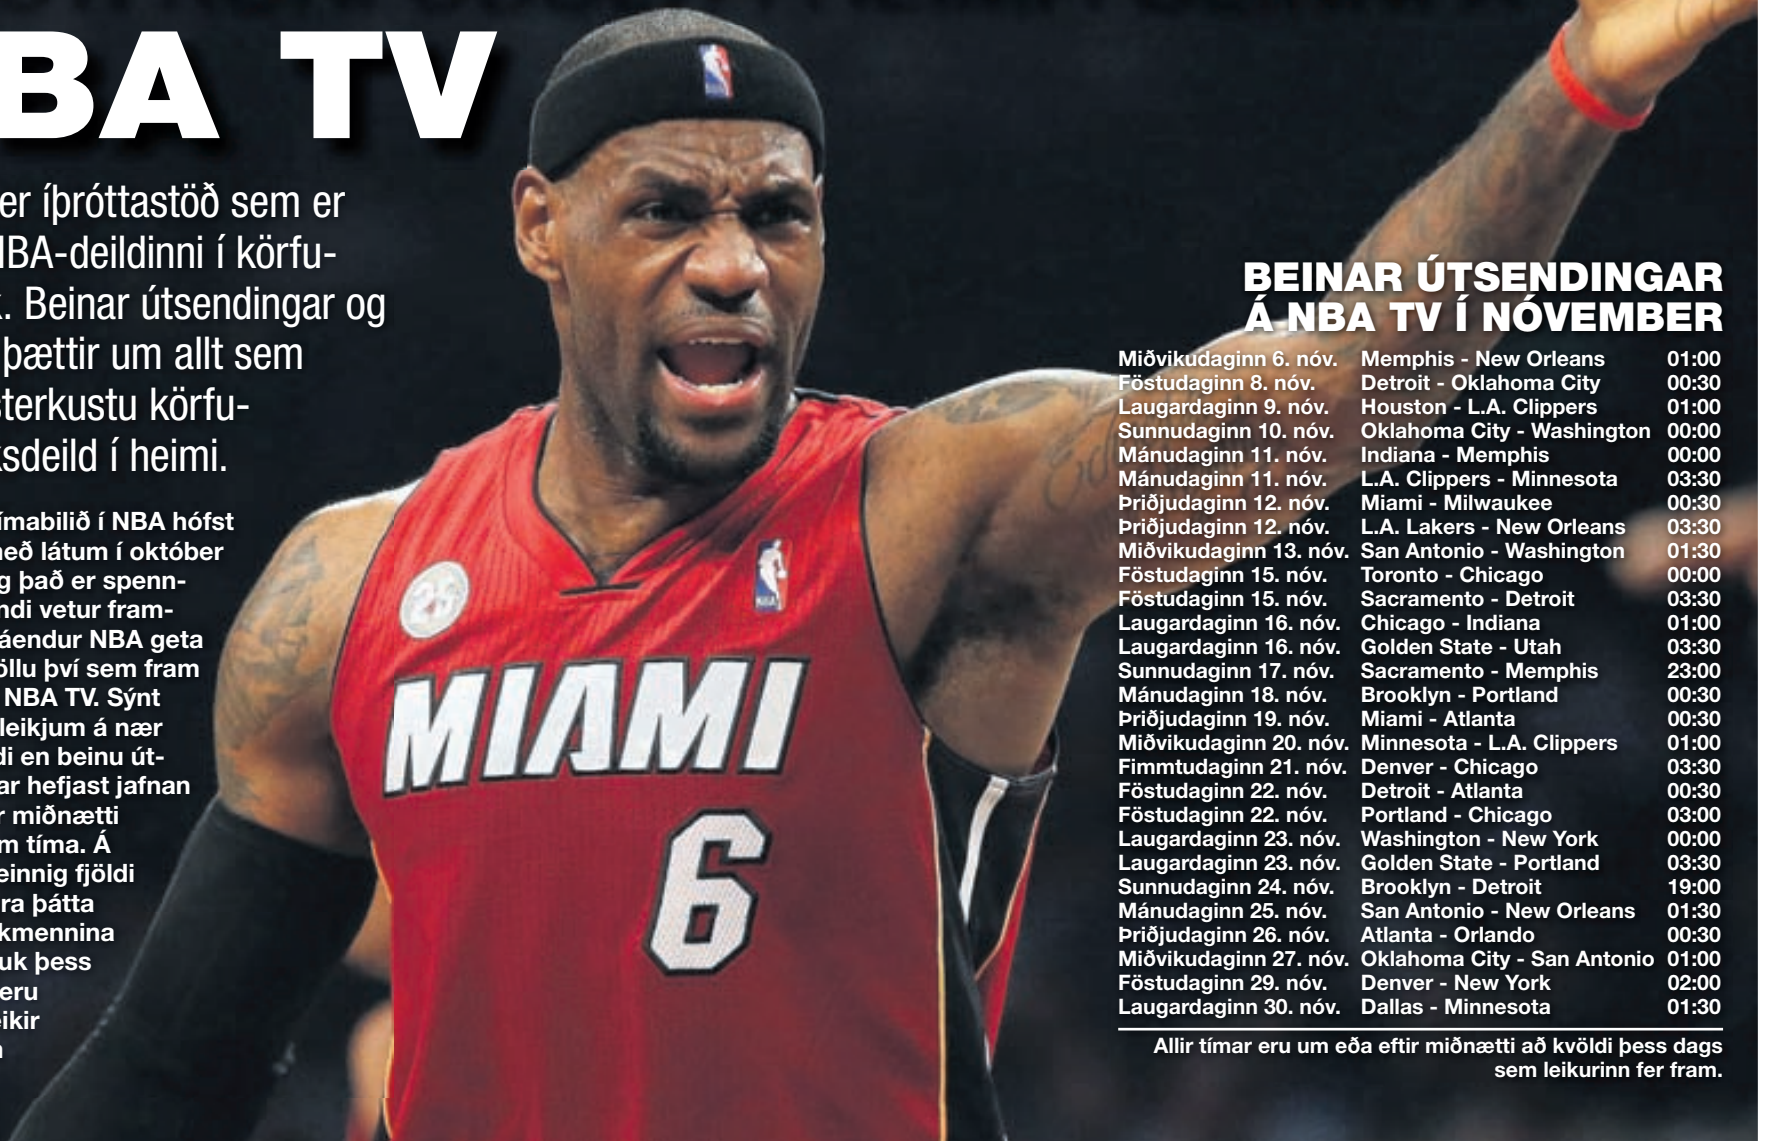 BA TV
er íþróttastöð sem er
NBA-deildinni í körfu-
k. Beinar útsendingar og
þættir um allt sem
sterkustu körfu-
ksdeild í heimi.
ímabilið í NBA hófst
með látum í október
g það er spenn-
ndi vetur fram-
áendur NBA geta
öllu því sem fram
NBA TV. Sýnt
leikjum á nær
di en beinu út-
ar hefjast jafnan
r miðnætti
m tíma. Á
einnig fjöldi
ra þátta
kmennina
uk þess
eru
eikir
MIAMI
6
BEINAR ÚTSENDINGAR
Á NBA TV Í NÓVEMBER
Miðvikudaginn 6. nóv. Memphis - New Orleans 01:00
Föstudaginn 8. nóv. Detroit - Oklahoma City 00:30
Laugardaginn 9. nóv. Houston - L.A. Clippers 01:00
Sunnudaginn 10. nóv. Oklahoma City - Washington 00:00
Mánudaginn 11. nóv. Indiana - Memphis 00:00
Mánudaginn 11. nóv. L.A. Clippers - Minnesota 03:30
Þriðjudaginn 12. nóv. Miami - Milwaukee 00:30
Þriðjudaginn 12. nóv. L.A. Lakers - New Orleans 03:30
Miðvikudaginn 13. nóv. San Antonio - Washington 01:30
Föstudaginn 15. nóv. Toronto - Chicago 00:00
Föstudaginn 15. nóv. Sacramento - Detroit 03:30
Laugardaginn 16. nóv. Chicago - Indiana 01:00
Laugardaginn 16. nóv. Golden State - Utah 03:30
Sunnudaginn 17. nóv. Sacramento - Memphis 23:00
Mánudaginn 18. nóv. Brooklyn - Portland 00:30
Þriðjudaginn 19. nóv. Miami - Atlanta 00:30
Miðvikudaginn 20. nóv. Minnesota - L.A. Clippers 01:00
Fimmtudaginn 21. nóv. Denver - Chicago 03:30
Föstudaginn 22. nóv. Detroit - Atlanta 00:30
Föstudaginn 22. nóv. Portland - Chicago 03:00
Laugardaginn 23. nóv. Washington - New York 00:00
Laugardaginn 23. nóv. Golden State - Portland 03:30
Sunnudaginn 24. nóv. Brooklyn - Detroit 19:00
Mánudaginn 25. nóv. San Antonio - New Orleans 01:30
Þriðjudaginn 26. nóv. Atlanta - Orlando 00:30
Miðvikudaginn 27. nóv. Oklahoma City - San Antonio 01:00
Föstudaginn 29. nóv. Denver - New York 02:00
Laugardaginn 30. nóv. Dallas - Minnesota 01:30
Allir tímar eru um eða eftir miðnætti að kvöldi þess dags
sem leikurinn fer fram.